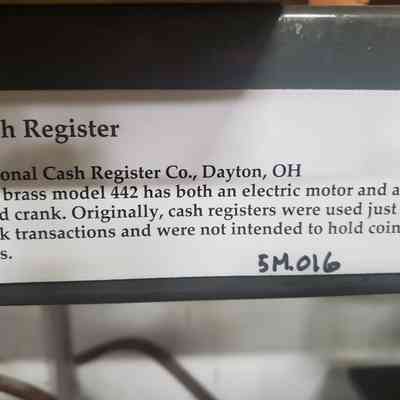 h Register
onal Cash Register Co., Dayton, OH
brass model 442 has both an electric motor and a
d crank. Originally, cash registers were used just
k transactions and were not intended to hold coin
s.
5M.016